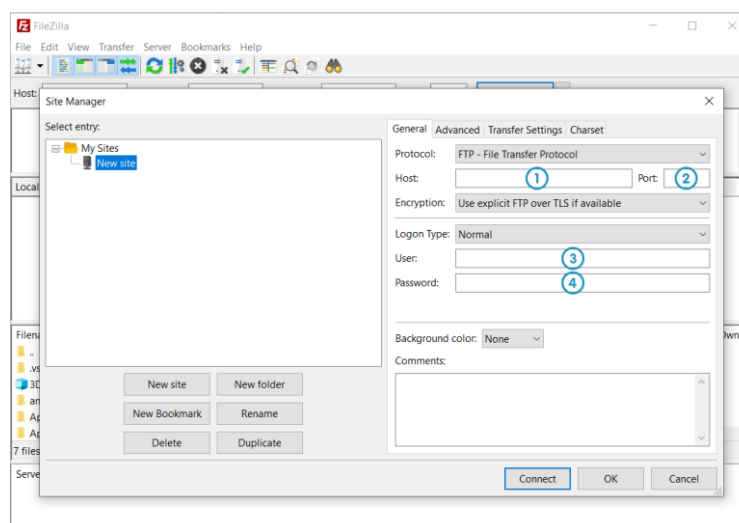 FileZilla
File Edit View Transfer Server Bookmarks Help
Host:
Site Manager
Select entry:
My Sites
New site
General Advanced Transfer Settings Charset
Protocol: FTP - File Transfer Protocol
Host: 1 Port: 2
Encryption: Use explicit FTP over TLS if available
Logon Type: Normal
User: 3
Password: 4
Background color: None
Comments:
New site New folder
New Bookmark Rename
Delete Duplicate
Connect OK Cancel
Local
Filena
..
.vs
3D
an
Ap
Ap
7 files
Serve